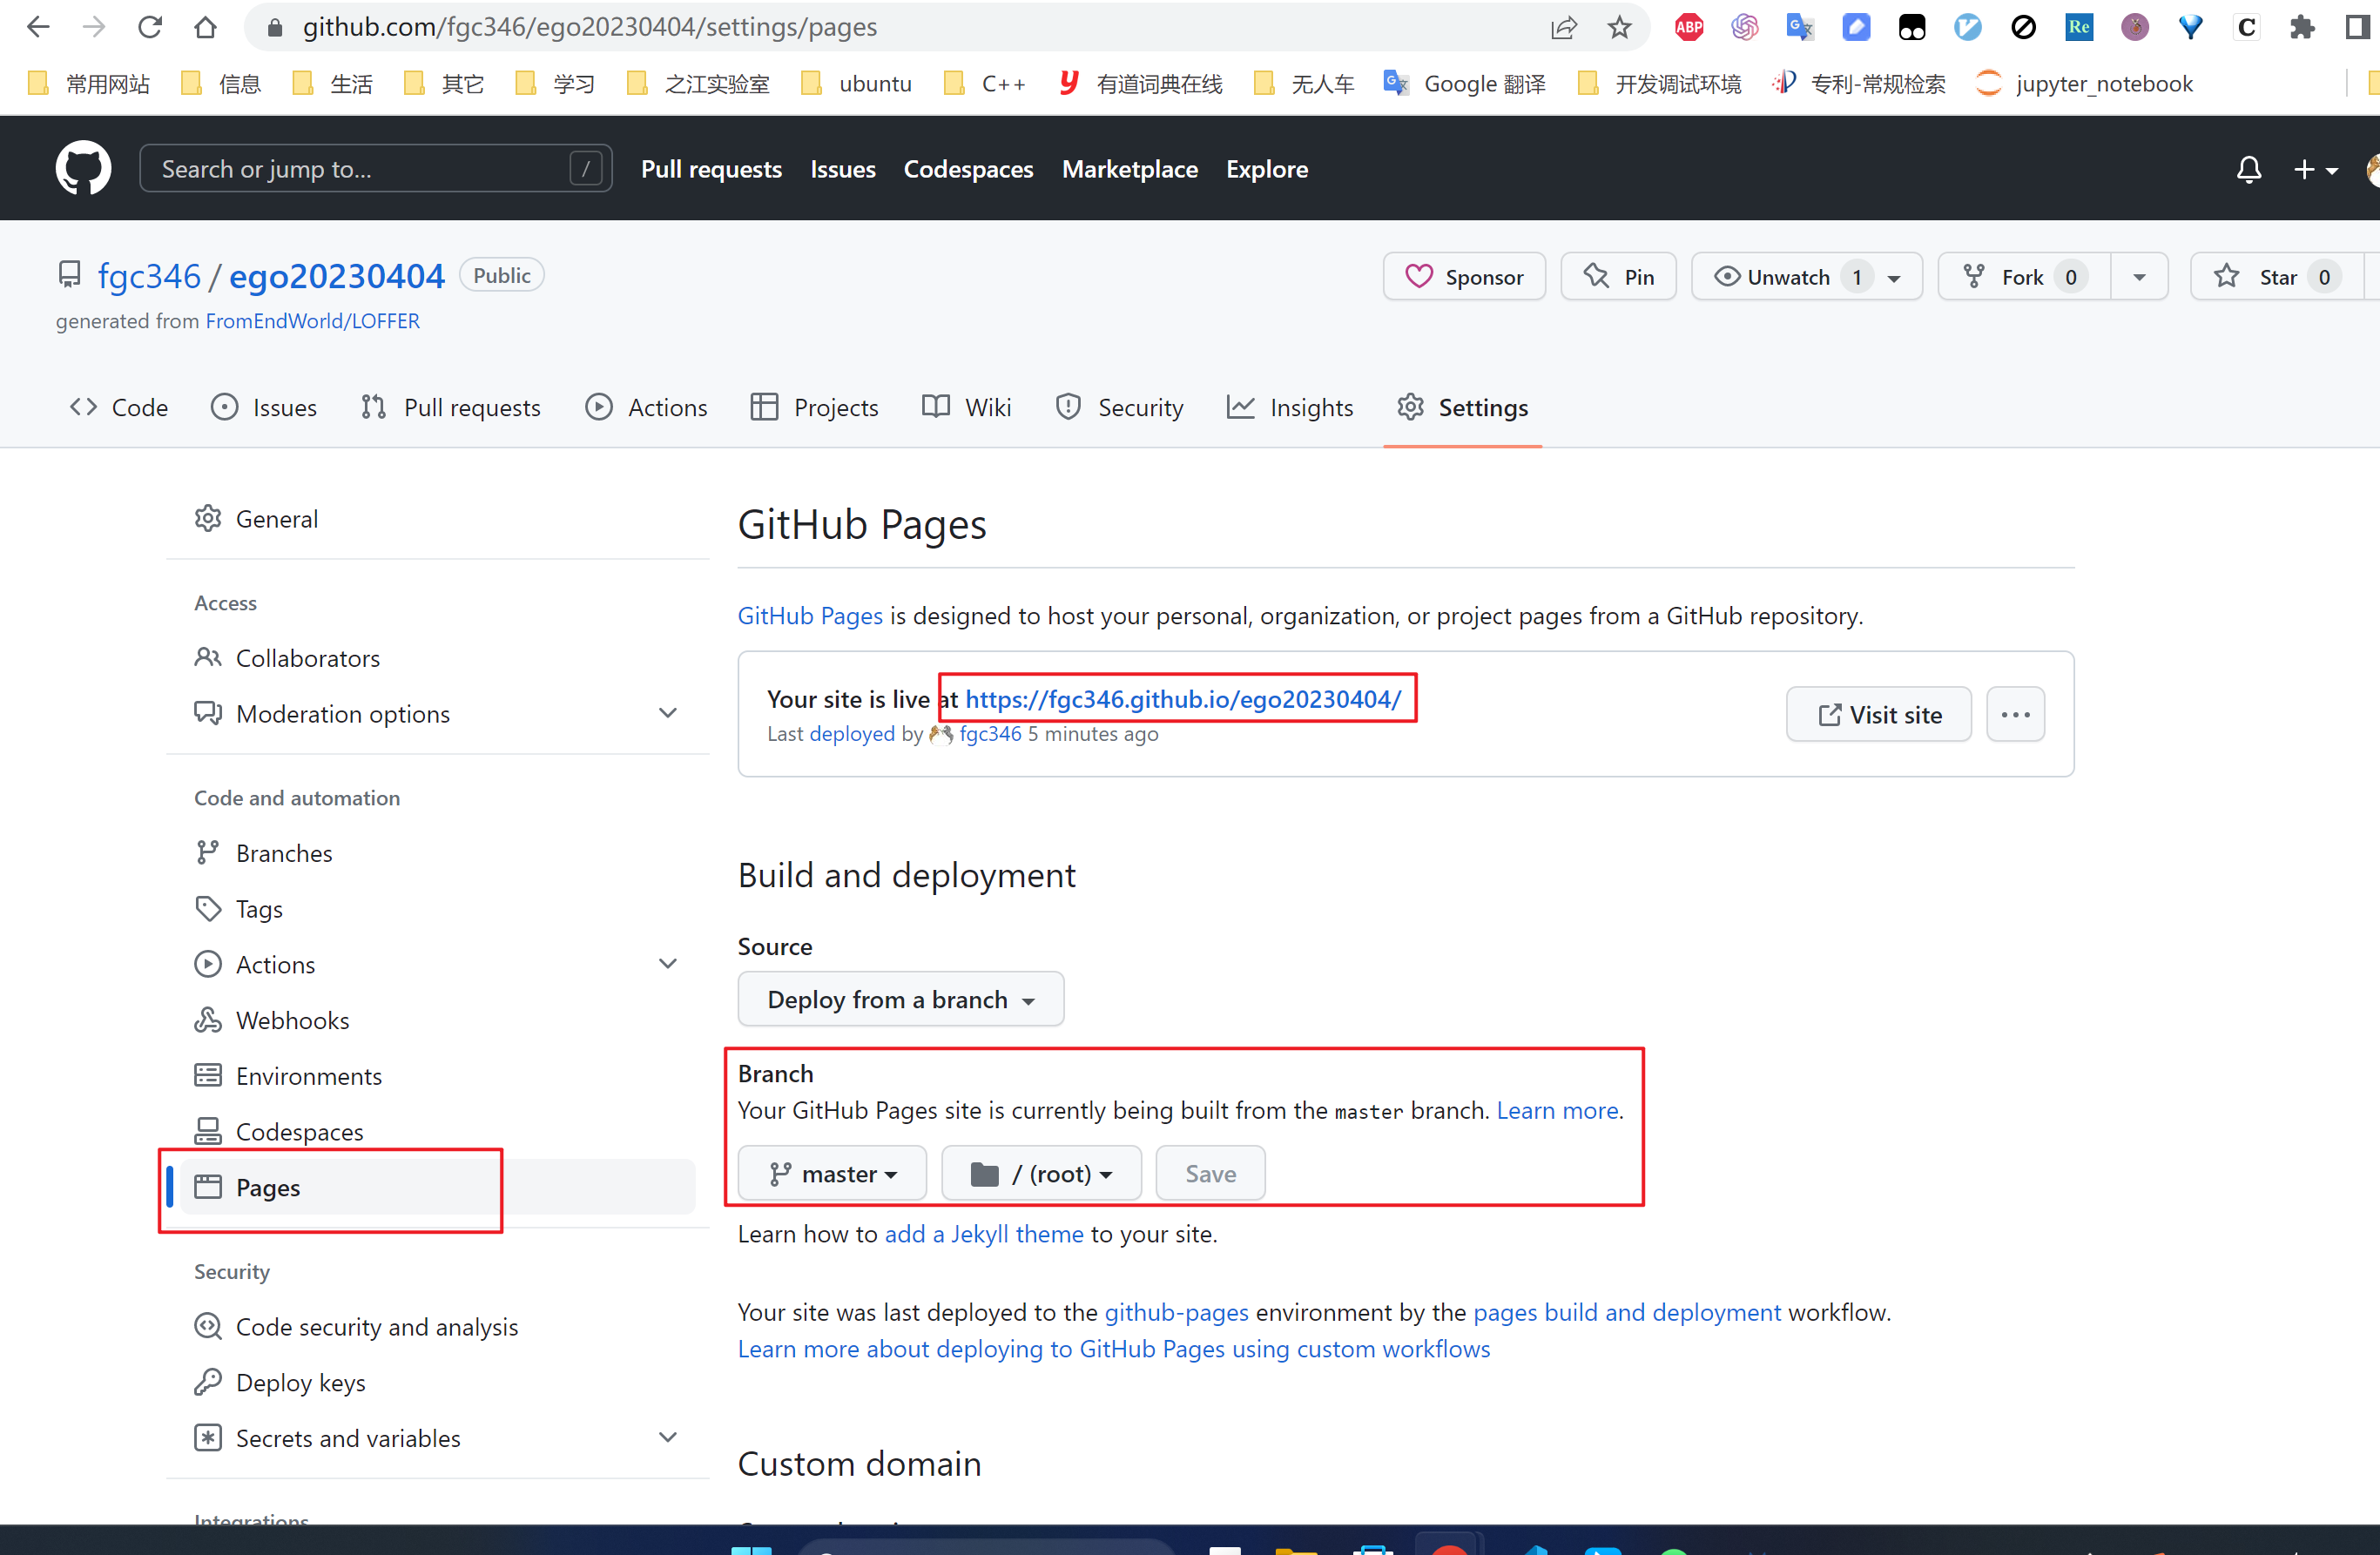 github.com/fgc346/ego20230404/settings/pages
ABP
Re
C
常用网站 信息 生活 其它 学习 之江实验室 ubuntu C++ 有道词典在线 无人车 Google 翻译 开发调试环境 专利-常规检索 jupyter_notebook
Search or jump to... / Pull requests Issues Codespaces Marketplace Explore
fgc346 / ego20230404 Public
Sponsor Pin Unwatch 1 Fork 0 Star 0
generated from FromEndWorld/LOFFER
Code Issues Pull requests Actions Projects Wiki Security Insights Settings
General
Access
Collaborators
Moderation options
Code and automation
Branches
Tags
Actions
Webhooks
Environments
Codespaces
Pages
Security
Code security and analysis
Deploy keys
Secrets and variables
Integrations
GitHub Pages
GitHub Pages is designed to host your personal, organization, or project pages from a GitHub repository.
Your site is live at https://fgc346.github.io/ego20230404/
Last deployed by fgc346 5 minutes ago
Visit site
Build and deployment
Source
Deploy from a branch
Branch
Your GitHub Pages site is currently being built from the master branch. Learn more.
master / (root) Save
Learn how to add a Jekyll theme to your site.
Your site was last deployed to the github-pages environment by the pages build and deployment workflow.
Learn more about deploying to GitHub Pages using custom workflows
Custom domain